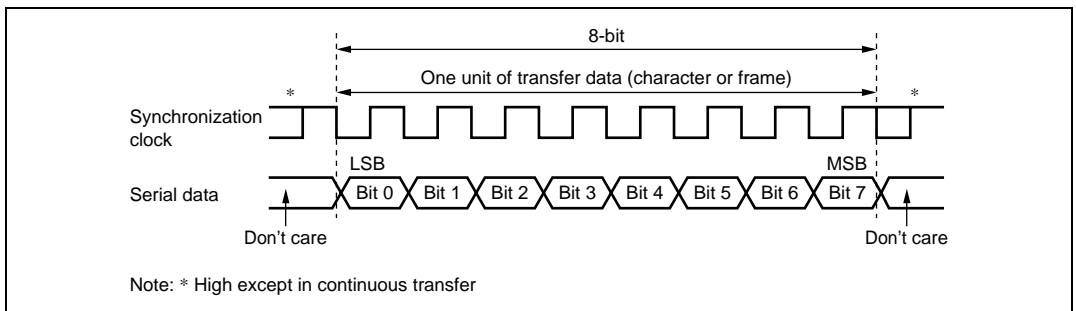 8-bit
One unit of transfer data (character or frame)
* *
Synchronization
clock
LSB MSB
Serial data Bit 0 Bit 1 Bit 2 Bit 3 Bit 4 Bit 5 Bit 6 Bit 7
Don't care Don't care
Note: * High except in continuous transfer